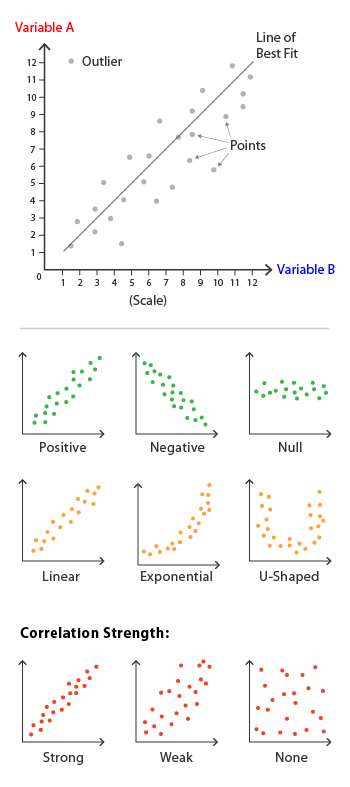 Variable A
Line of
Best Fit
Outlier
12
11
10
9
8
7
6
5
4
3
2
1
0
Points
1 2 3 4 5 6 7 8 9 10 11 12
Variable B
(Scale)
Positive
Negative
Null
Linear
Exponential
U-Shaped
Correlation Strength:
Strong
Weak
None